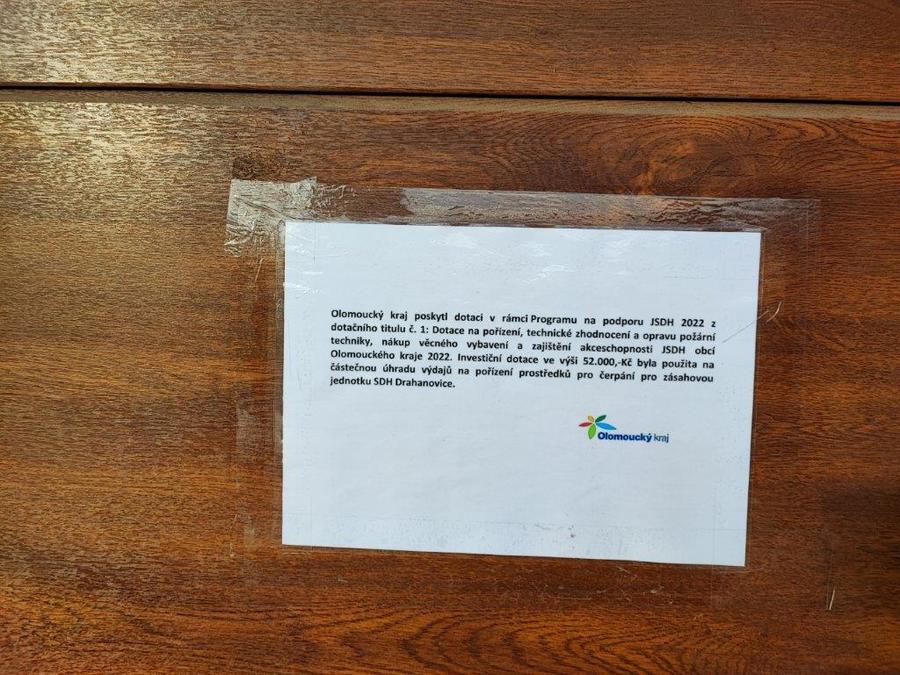 Olomoucký kraj poskytl dotaci v rámci Programu na podporu JSDH 2022 z
dotačního titulu č. 1: Dotace na pořízení, technické zhodnocení a opravu požární
techniky, nákup věcného vybavení a zajištění akceschopnosti JSDH obcí
Olomouckého kraje 2022. Investiční dotace ve výši 52.000,-Kč byla použita na
částečnou úhradu výdajů na pořízení prostředků pro čerpání pro zásahovou
jednotku SDH Drahanovice.
Olomoucký kraj